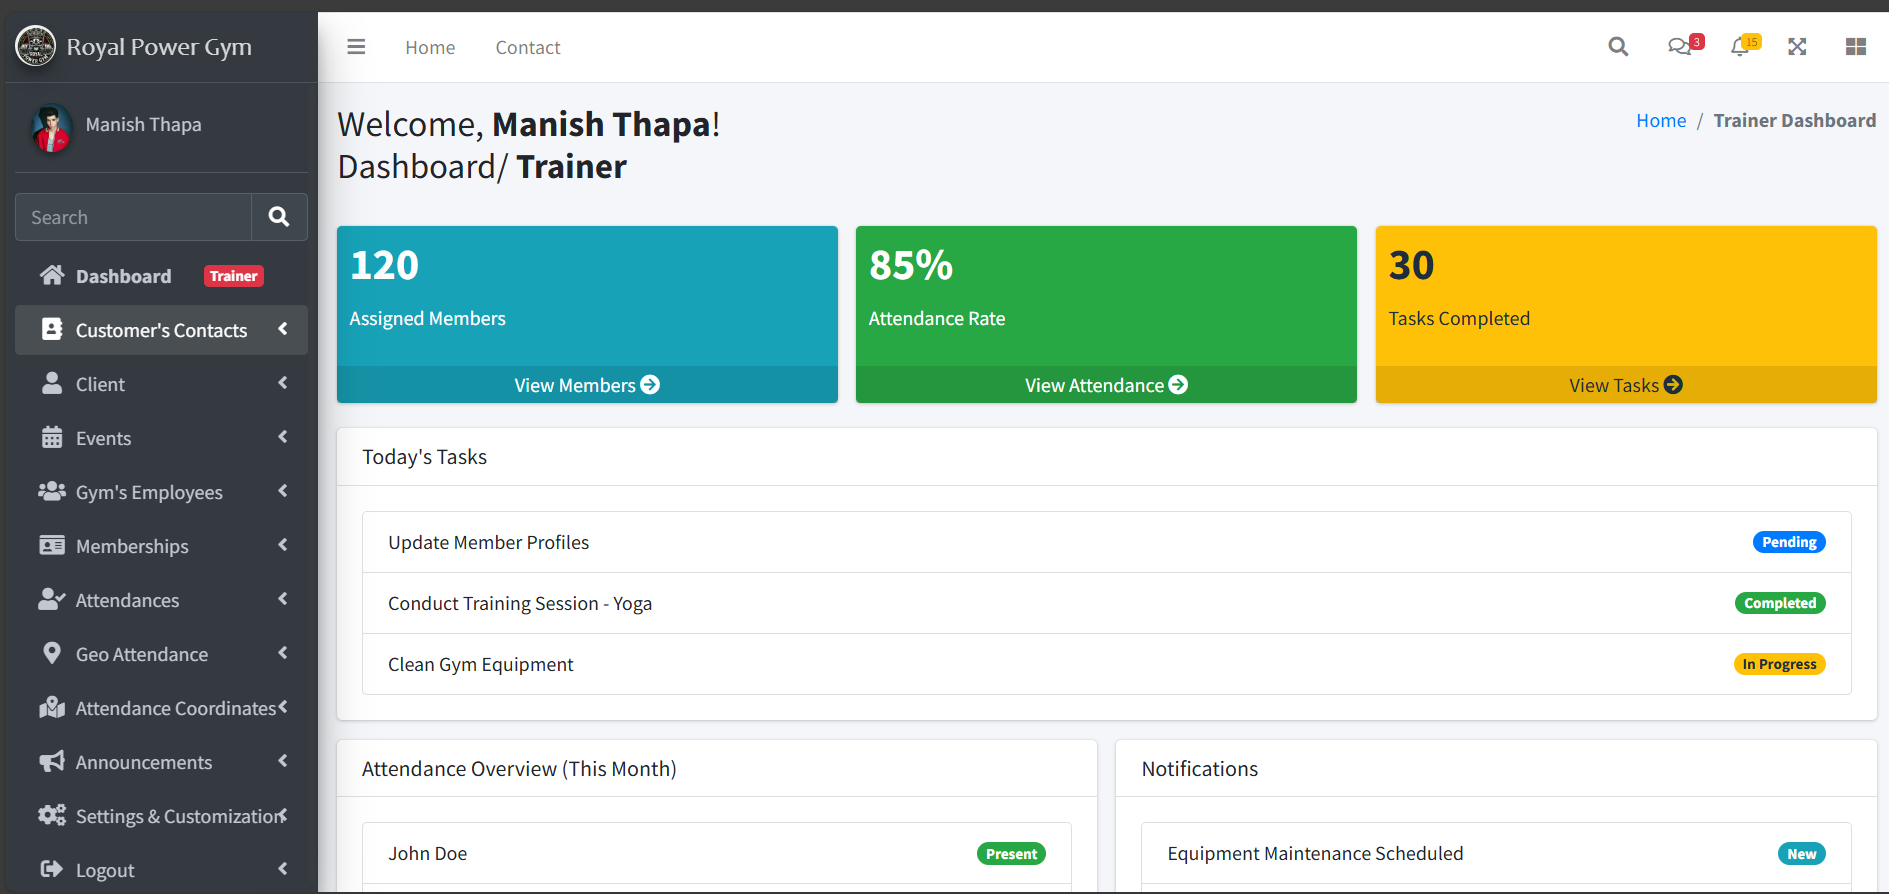 Royal Power Gym
Home
Contact
3
15
Manish Thapa
Search
Dashboard
Trainer
Customer's Contacts
Client
Events
Gym's Employees
Memberships
Attendances
Geo Attendance
Attendance Coordinates
Announcements
Settings & Customization
Logout
Welcome, Manish Thapa!
Dashboard/ Trainer
Home / Trainer Dashboard
120
Assigned Members
View Members
85%
Attendance Rate
View Attendance
30
Tasks Completed
View Tasks
Today's Tasks
Update Member Profiles
Pending
Conduct Training Session - Yoga
Completed
Clean Gym Equipment
In Progress
Attendance Overview (This Month)
John Doe
Present
Notifications
Equipment Maintenance Scheduled
New